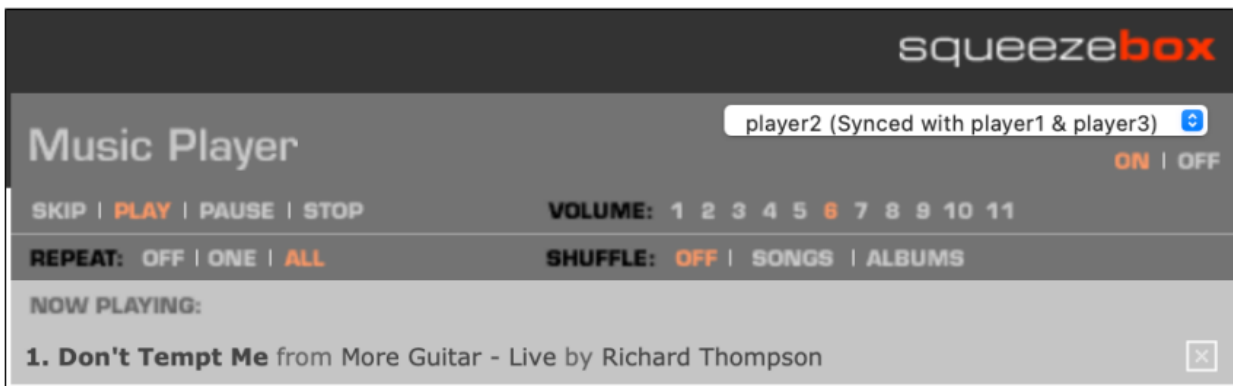 squeezebox
Music Player
player2 (Synced with player1 & player3)
ON | OFF
SKIP | PLAY | PAUSE | STOP
VOLUME: 1 2 3 4 5 6 7 8 9 10 11
REPEAT: OFF | ONE | ALL
SHUFFLE: OFF | SONGS | ALBUMS
NOW PLAYING:
1. Don't Tempt Me from More Guitar - Live by Richard Thompson